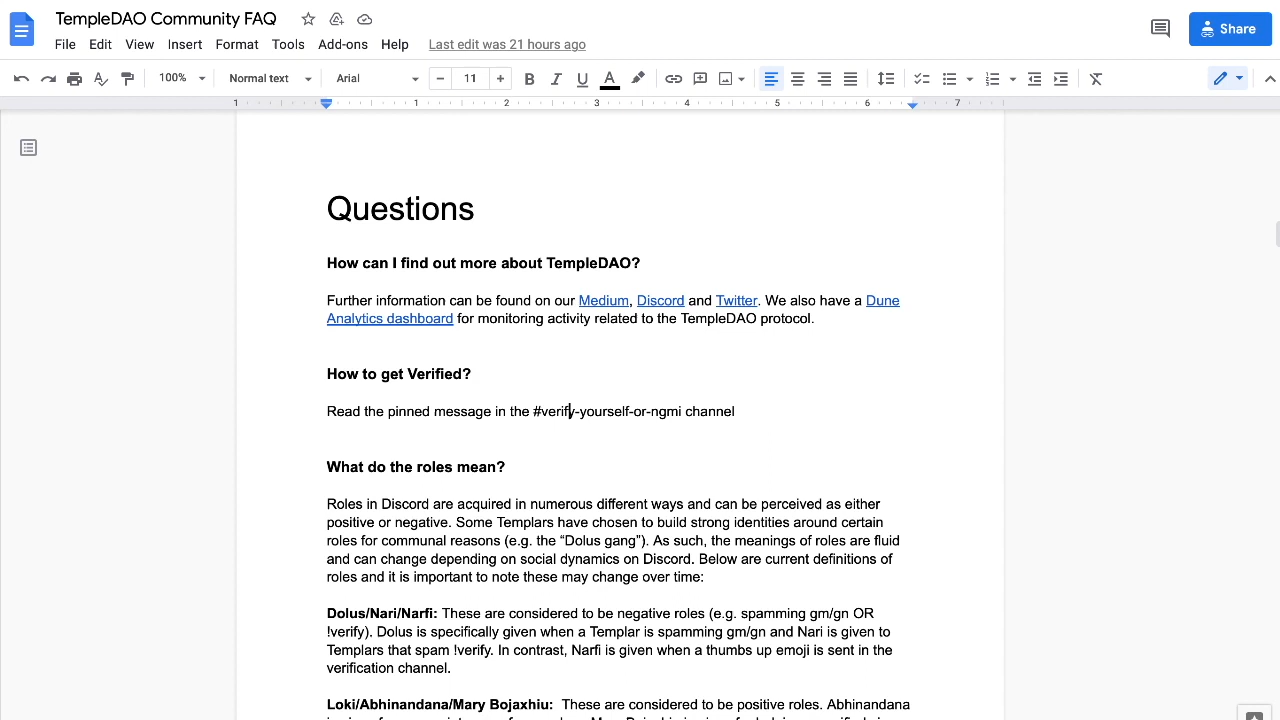 TempleDAO Community FAQ
File Edit View Insert Format Tools Add-ons Help Last edit was 21 hours ago
Share
100% Normal text Arial 11
1 1 2 3 4 5 6 7
Questions
How can I find out more about TempleDAO?
Further information can be found on our Medium, Discord and Twitter. We also have a Dune
Analytics dashboard for monitoring activity related to the TempleDAO protocol.
How to get Verified?
Read the pinned message in the #verify-yourself-or-ngmi channel
What do the roles mean?
Roles in Discord are acquired in numerous different ways and can be perceived as either
positive or negative. Some Templars have chosen to build strong identities around certain
roles for communal reasons (e.g. the “Dolus gang”). As such, the meanings of roles are fluid
and can change depending on social dynamics on Discord. Below are current definitions of
roles and it is important to note these may change over time:
Dolus/Nari/Narfi: These are considered to be negative roles (e.g. spamming gm/gn OR
!verify). Dolus is specifically given when a Templar is spamming gm/gn and Nari is given to
Templars that spam !verify. In contrast, Narfi is given when a thumbs up emoji is sent in the
verification channel.
Loki/Abhinandana/Mary Bojaxhiu: These are considered to be positive roles. Abhinandana